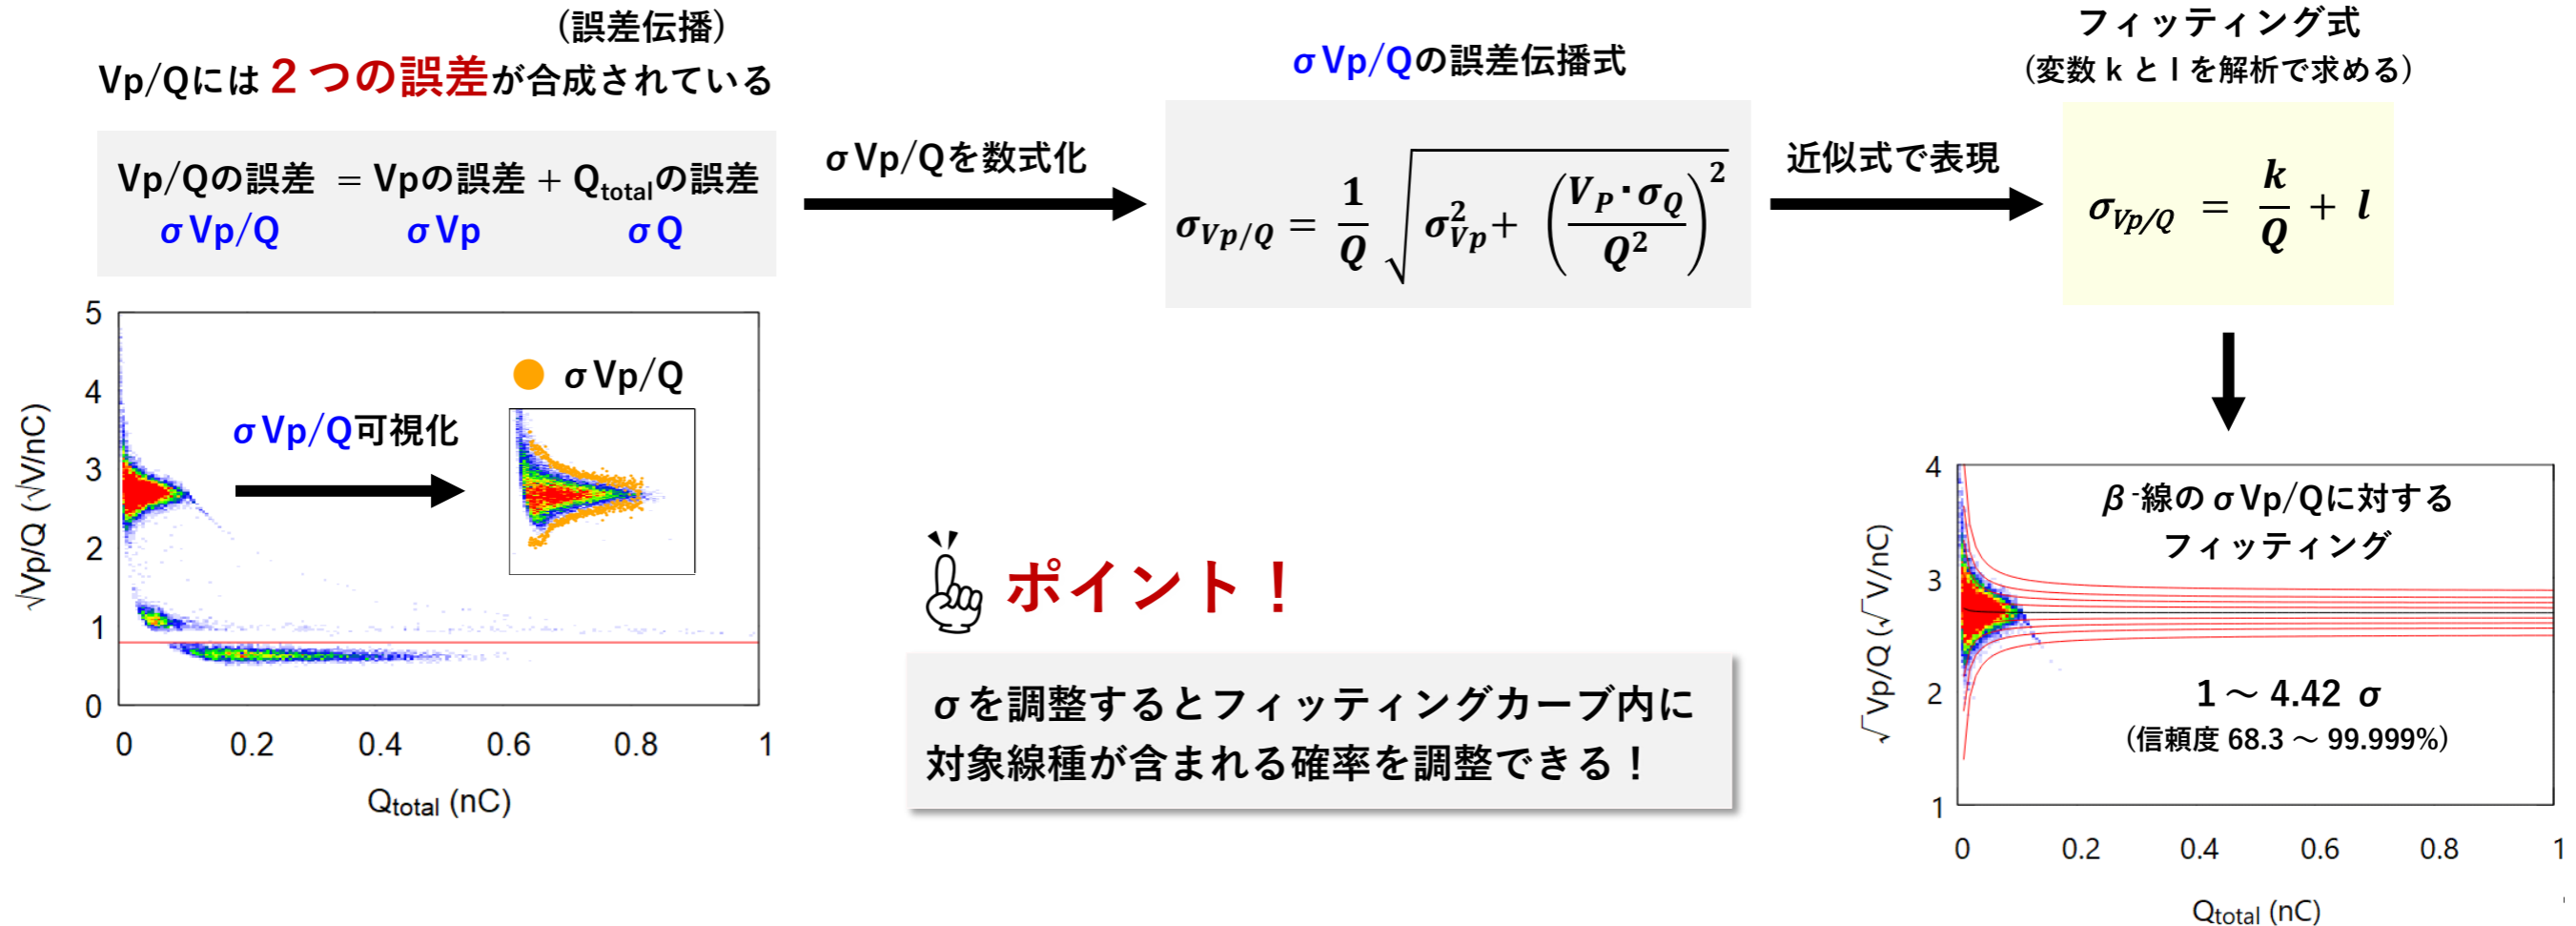 (誤差伝播)
Vp/Qには２つの誤差が合成されている
Vp/Qの誤差 = Vpの誤差 + Qtotalの誤差
σVp/Q σVp σQ
σVp/Qを数式化
σVp/Qの誤差伝播式
σVp/Q = 1/Q √(σ²Vp + (VP・σQ/Q²)²)
近似式で表現
フィッティング式
(変数 k と l を解析で求める)
σVp/Q = k/Q + l
√Vp/Q (√V/nC)
5
4
3
2
1
0
σVp/Q可視化
σVp/Q
0 0.2 0.4 0.6 0.8 1
Qtotal (nC)
ポイント！
σを調整するとフィッティングカーブ内に
対象線種が含まれる確率を調整できる！
√Vp/Q (√V/nC)
4
3
2
1
β⁻線のσVp/Qに対する
フィッティング
1 ～ 4.42 σ
(信頼度 68.3 ～ 99.999%)
0 0.2 0.4 0.6 0.8 1
Qtotal (nC)